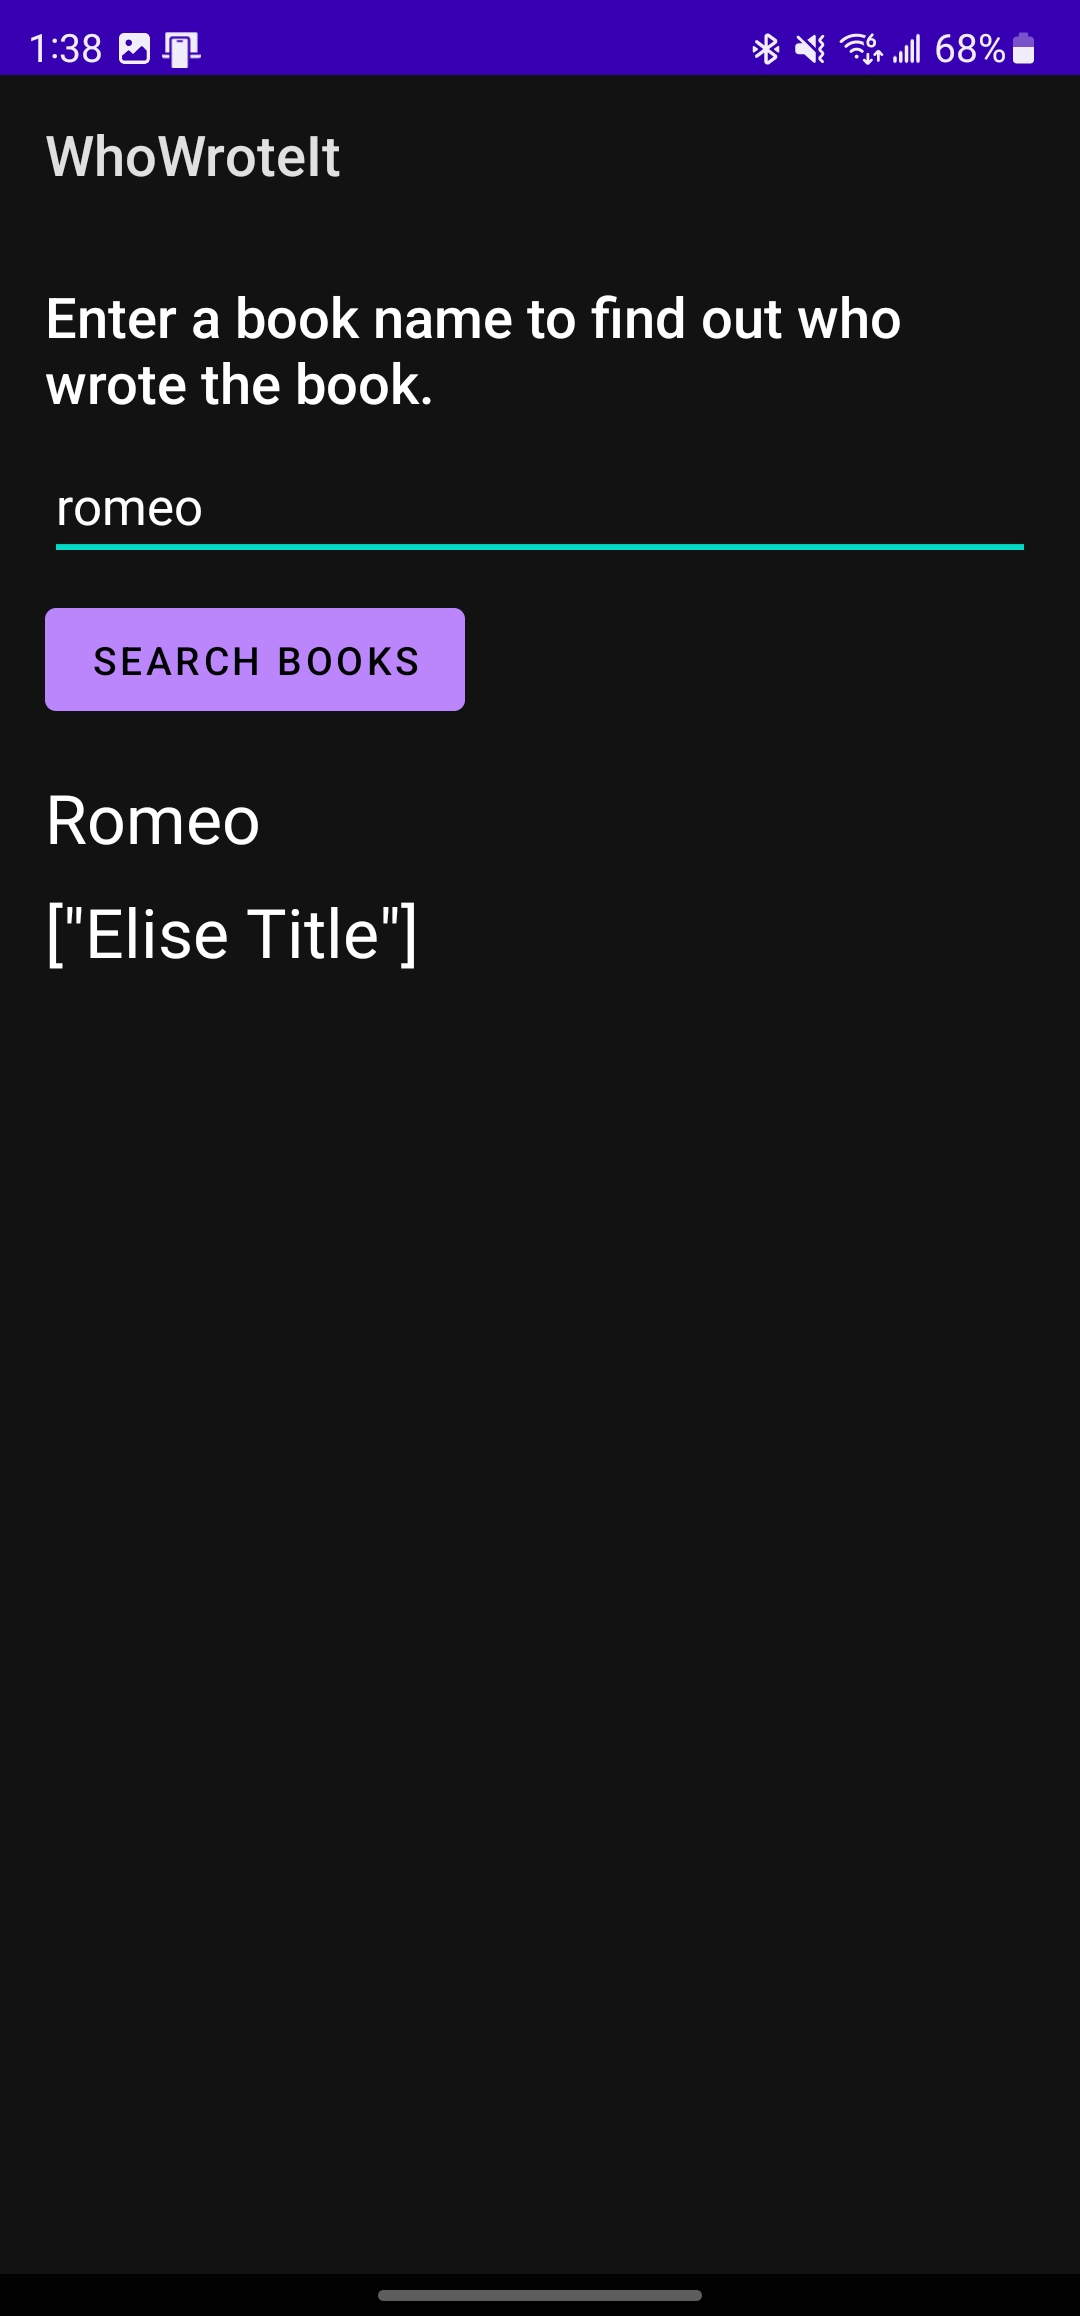 1:38 68%
WhoWroteIt
Enter a book name to find out who
wrote the book.
romeo
SEARCH BOOKS
Romeo
["Elise Title"]